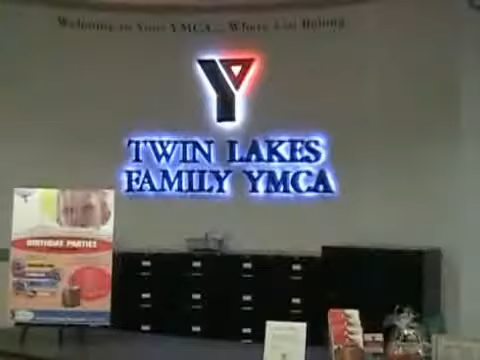 Welcome to Your YMCA... Where You Belong
Y
TWIN LAKES
FAMILY YMCA
BIRTHDAY PARTIES